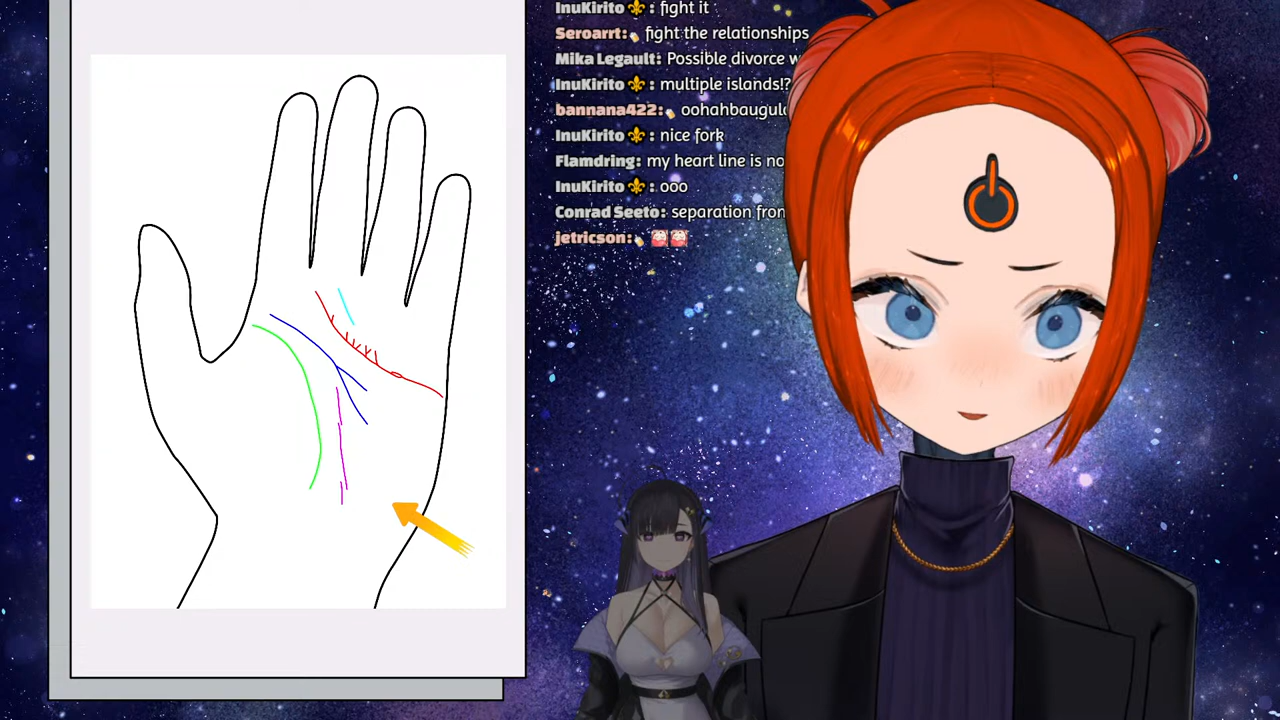 InuKirito : fight it
Seroarrt: fight the relationships
Mika Legault: Possible divorce w
InuKirito : multiple islands!?
bannana422: oohahbaugul
InuKirito : nice fork
Flamdring: my heart line is no
InuKirito : ooo
Conrad Seeto: separation from
jetricson: